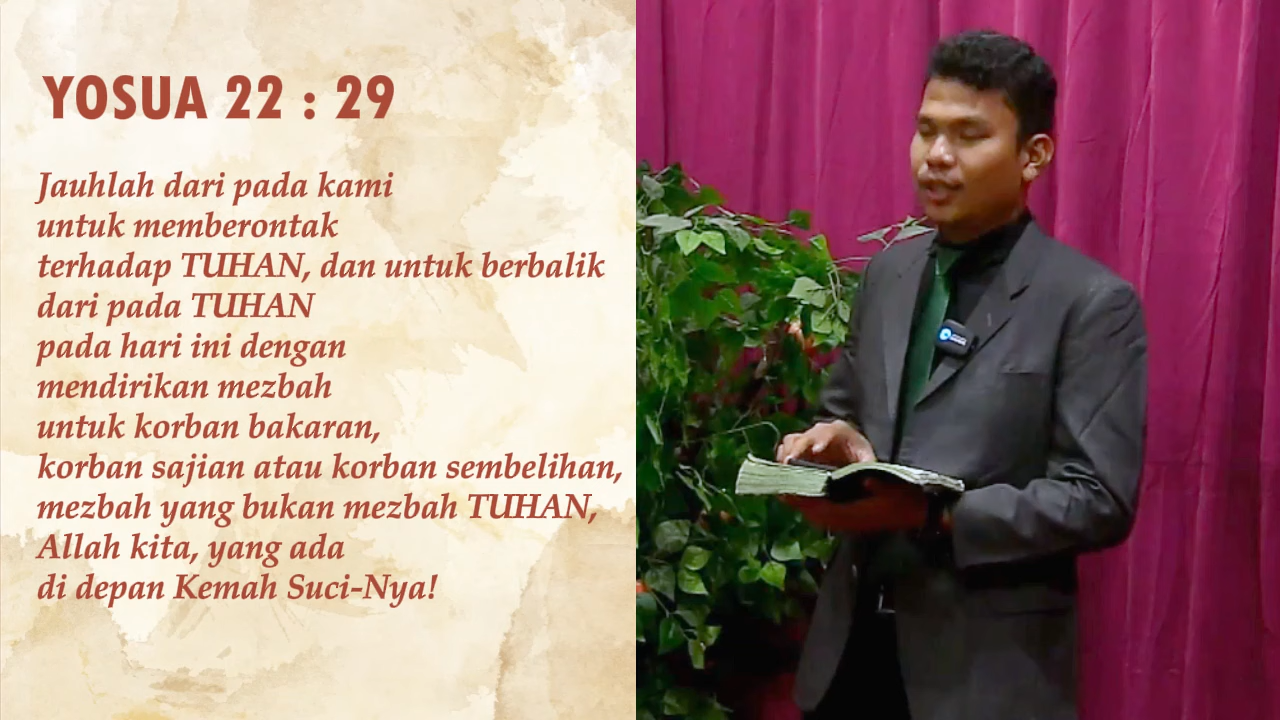 YOSUA 22 : 29
Jauhlah dari pada kami
untuk memberontak
terhadap TUHAN, dan untuk berbalik
dari pada TUHAN
pada hari ini dengan
mendirikan mezbah
untuk korban bakaran,
korban sajian atau korban sembelihan,
mezbah yang bukan mezbah TUHAN,
Allah kita, yang ada
di depan Kemah Suci-Nya!